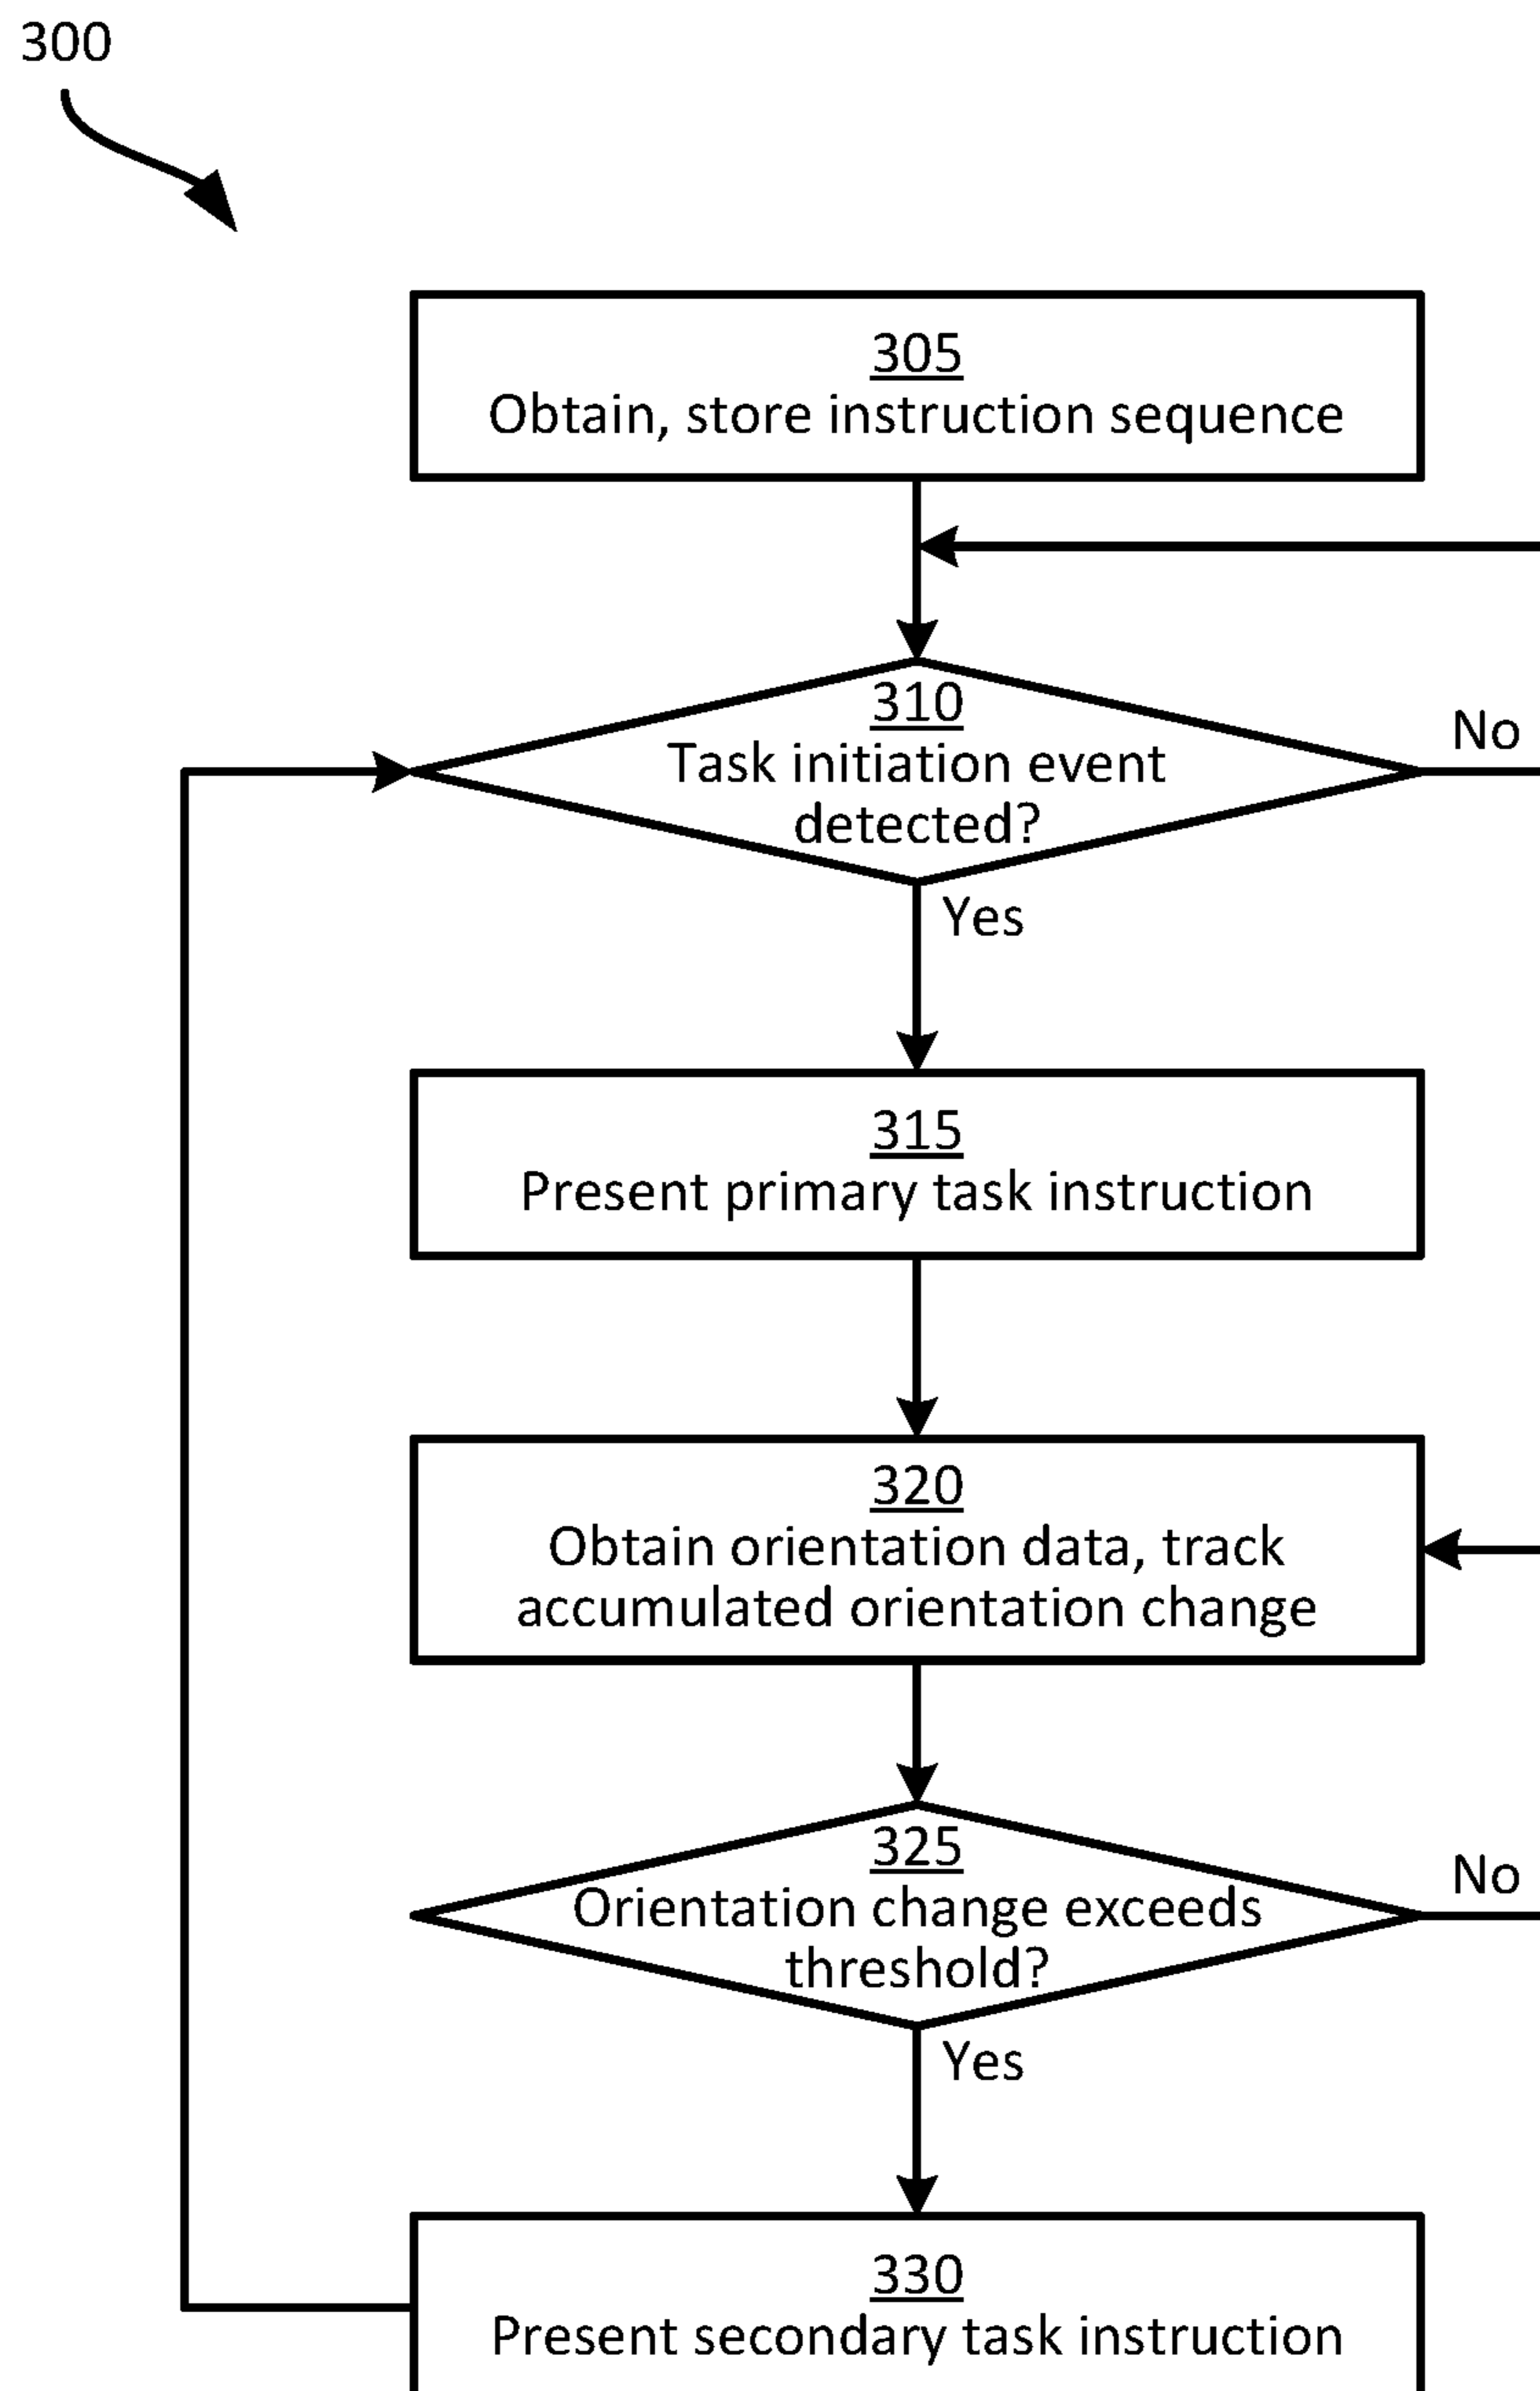 300
305
Obtain, store instruction sequence
310
Task initiation event
detected?
No
Yes
315
Present primary task instruction
320
Obtain orientation data, track
accumulated orientation change
325
Orientation change exceeds
threshold?
No
Yes
330
Present secondary task instruction